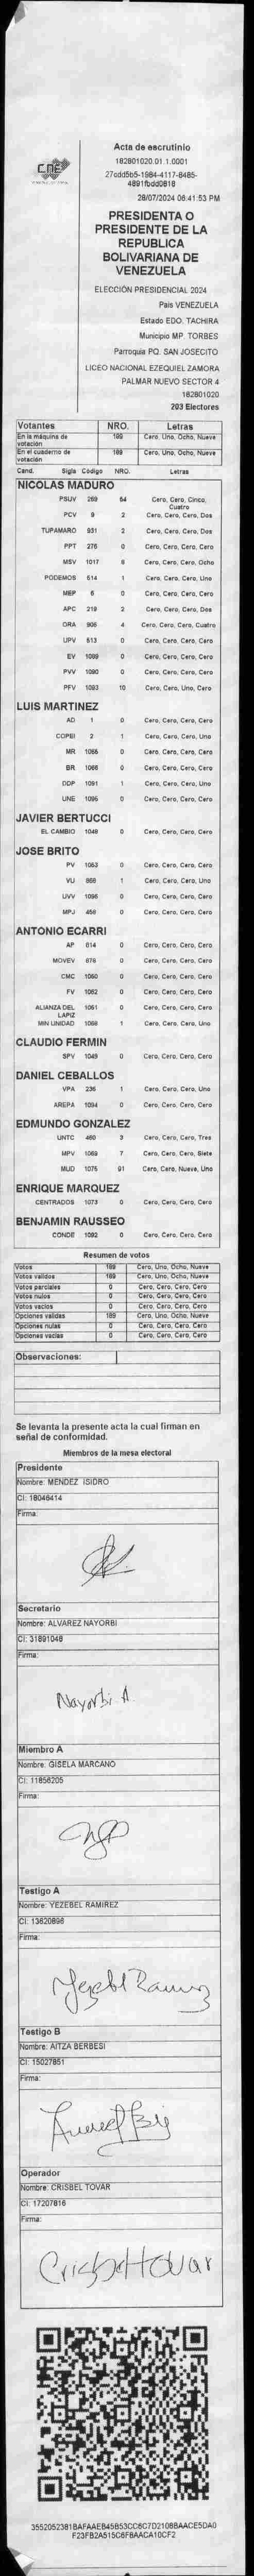 CNE
Acta de escrutinio
182801020.01.1.0001
27cdd5b5-1984-4117-8485-
4891fbdd0818
28/07/2024 06:41:53 PM
PRESIDENTA O
PRESIDENTE DE LA
REPUBLICA
BOLIVARIANA DE
VENEZUELA
ELECCIÓN PRESIDENCIAL 2024
País VENEZUELA
Estado EDO. TACHIRA
Municipio MP. TORBES
Parroquia PQ. SAN JOSECITO
LICEO NACIONAL EZEQUIEL ZAMORA
PALMAR NUEVO SECTOR 4
182801020
203 Electores
Votantes NRO. Letras
En la máquina de votación 189 Cero, Uno, Ocho, Nueve
En el cuaderno de votación 189 Cero, Uno, Ocho, Nueve
Cand. Sigla Código NRO. Letras
NICOLAS MADURO
PSUV 269 54 Cero, Cero, Cinco, Cuatro
PCV 9 2 Cero, Cero, Cero, Dos
TUPAMARO 931 2 Cero, Cero, Cero, Dos
PPT 276 0 Cero, Cero, Cero, Cero
MSV 1017 8 Cero, Cero, Cero, Ocho
PODEMOS 614 1 Cero, Cero, Cero, Uno
MEP 6 0 Cero, Cero, Cero, Cero
APC 219 2 Cero, Cero, Cero, Dos
ORA 906 4 Cero, Cero, Cero, Cuatro
UPV 513 0 Cero, Cero, Cero, Cero
EV 1089 0 Cero, Cero, Cero, Cero
PVV 1090 0 Cero, Cero, Cero, Cero
PFV 1093 10 Cero, Cero, Uno, Cero
LUIS MARTINEZ
AD 1 0 Cero, Cero, Cero, Cero
COPEI 2 1 Cero, Cero, Cero, Uno
MR 1065 0 Cero, Cero, Cero, Cero
BR 1066 0 Cero, Cero, Cero, Cero
DDP 1091 1 Cero, Cero, Cero, Uno
UNE 1095 0 Cero, Cero, Cero, Cero
JAVIER BERTUCCI
EL CAMBIO 1048 0 Cero, Cero, Cero, Cero
JOSE BRITO
PV 1063 0 Cero, Cero, Cero, Cero
VU 868 1 Cero, Cero, Cero, Uno
UVV 1096 0 Cero, Cero, Cero, Cero
MPJ 458 0 Cero, Cero, Cero, Cero
ANTONIO ECARRI
AP 814 0 Cero, Cero, Cero, Cero
MOVEV 879 0 Cero, Cero, Cero, Cero
CMC 1050 0 Cero, Cero, Cero, Cero
FV 1062 0 Cero, Cero, Cero, Cero
ALIANZA DEL LAPIZ 1061 0 Cero, Cero, Cero, Cero
MIN UNIDAD 1068 1 Cero, Cero, Cero, Uno
CLAUDIO FERMIN
SPV 1049 0 Cero, Cero, Cero, Cero
DANIEL CEBALLOS
VPA 236 1 Cero, Cero, Cero, Uno
AREPA 1094 0 Cero, Cero, Cero, Cero
EDMUNDO GONZALEZ
UNTC 460 3 Cero, Cero, Cero, Tres
MPV 1069 7 Cero, Cero, Cero, Siete
MUD 1075 91 Cero, Cero, Nueve, Uno
ENRIQUE MARQUEZ
CENTRADOS 1073 0 Cero, Cero, Cero, Cero
BENJAMIN RAUSSEO
CONDE 1092 0 Cero, Cero, Cero, Cero
Resumen de votos
Votos 189 Cero, Uno, Ocho, Nueve
Votos válidos 189 Cero, Uno, Ocho, Nueve
Votos parciales 0 Cero, Cero, Cero, Cero
Votos nulos 0 Cero, Cero, Cero, Cero
Votos vacíos 0 Cero, Cero, Cero, Cero
Opciones válidas 189 Cero, Uno, Ocho, Nueve
Opciones nulas 0 Cero, Cero, Cero, Cero
Opciones vacías 0 Cero, Cero, Cero, Cero
Observaciones:
Se levanta la presente acta la cual firman en
señal de conformidad.
Miembros de la mesa electoral
Presidente
Nombre: MENDEZ ISIDRO
CI: 18046414
Firma:
Secretario
Nombre: ALVAREZ NAYORBI
CI: 31891048
Firma:
Nayorbi A.
Miembro A
Nombre: GISELA MARCANO
CI: 11856205
Firma:
Testigo A
Nombre: YEZEBEL RAMIREZ
CI: 13820898
Firma:
Testigo B
Nombre: AITZA BERBESI
CI: 15027851
Firma:
Operador
Nombre: CRISBEL TOVAR
CI: 17207816
Firma:
Crisbel Tovar
3552052381BAFAAEB45B53CC8C7D2108BAACE5DA0
F23FB2A515C6F8AACA10CF2